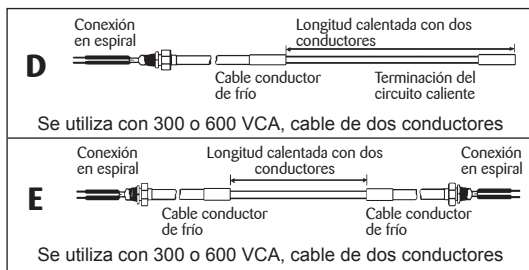 Conexión
en espiral
Longitud calentada con dos
conductores
D
Cable conductor
de frío
Terminación del
circuito caliente
Se utiliza con 300 o 600 VCA, cable de dos conductores
Conexión
en espiral
Longitud calentada con dos
conductores
Conexión
en espiral
E
Cable conductor
de frío
Cable conductor
de frío
Se utiliza con 300 o 600 VCA, cable de dos conductores